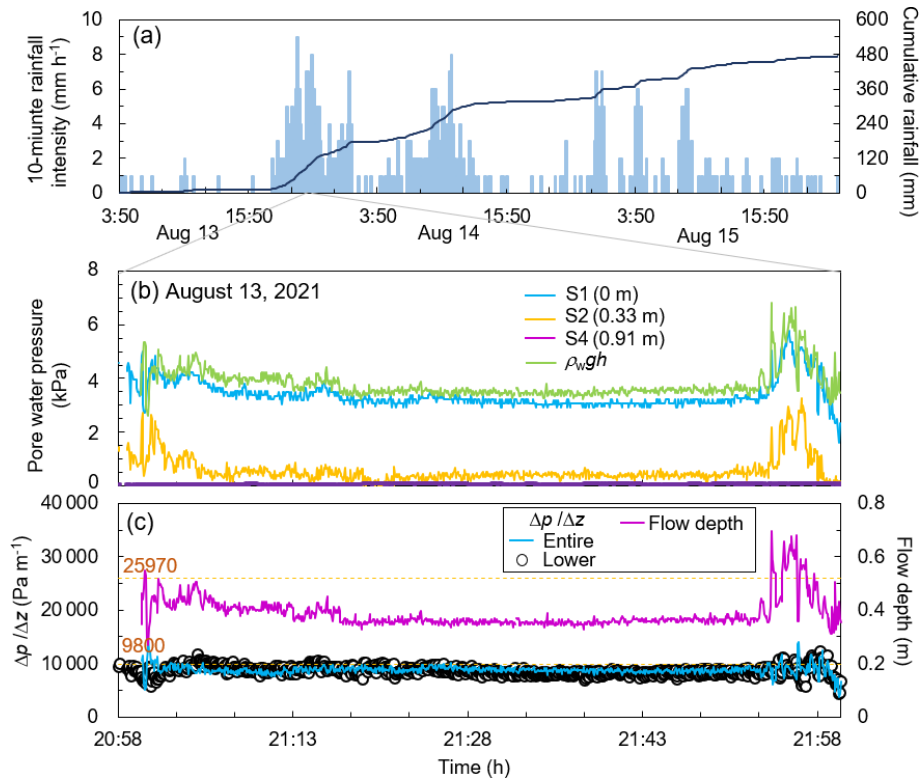 (a)
10-miunte rainfall
intensity (mm h⁻¹)
Cumulative rainfall
(mm)
10
8
6
4
2
0
600
480
360
240
120
0
3:50
15:50
3:50
15:50
3:50
15:50
Aug 13
Aug 14
Aug 15
(b) August 13, 2021
Pore water pressure
(kPa)
8
6
4
2
0
S1 (0 m)
S2 (0.33 m)
S4 (0.91 m)
ρwgh
(c)
Δp /Δz (Pa m⁻¹)
Flow depth (m)
40 000
30 000
20 000
10 000
0
0.8
0.6
0.4
0.2
0
25970
9800
Δp /Δz
Entire
Lower
Flow depth
20:58
21:13
21:28
21:43
21:58
Time (h)